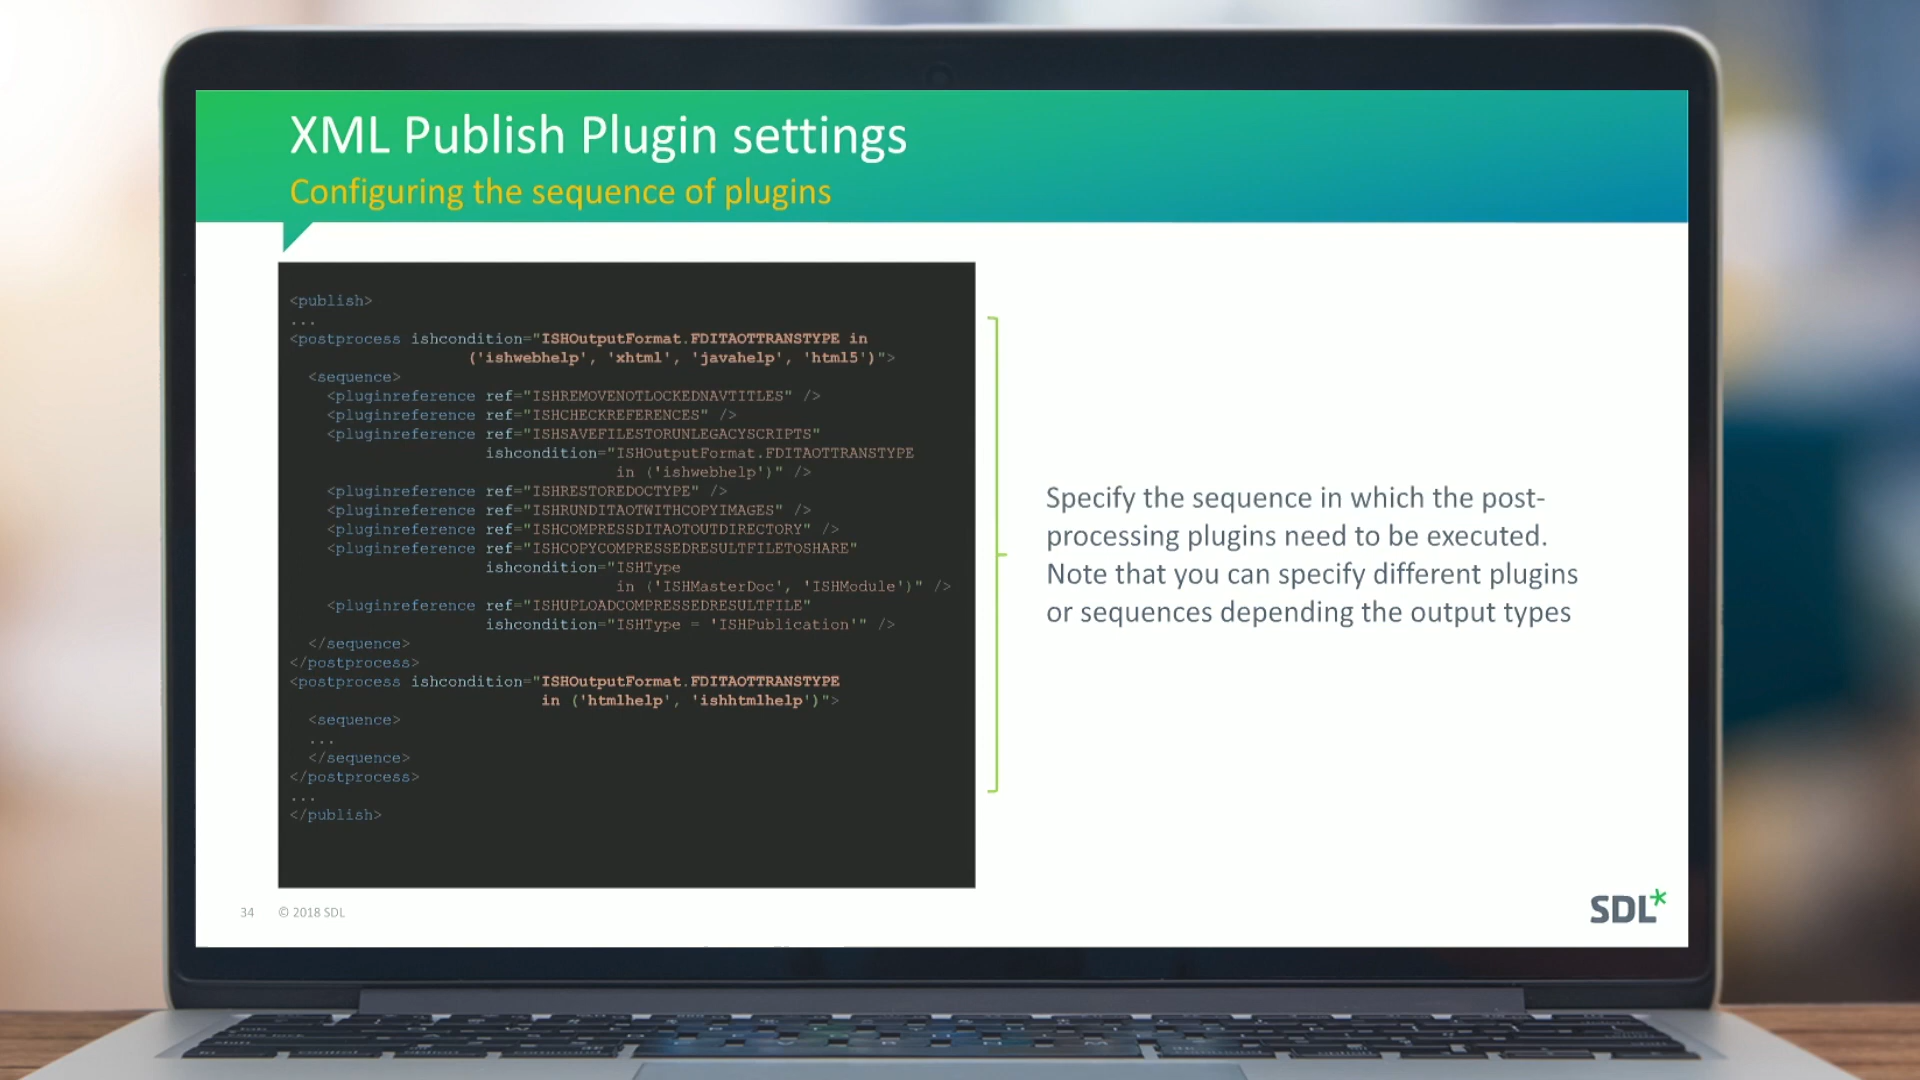 XML Publish Plugin settings
Configuring the sequence of plugins
<publish>
...
<postprocess ishcondition="ISHOutputFormat.FDITAOTTRANSTYPE in
('ishwebhelp', 'xhtml', 'javahelp', 'html5')">
<sequence>
<pluginreference ref="ISHREMOVENOTLOCKEDNAVTITLES" />
<pluginreference ref="ISHCHECKREFERENCES" />
<pluginreference ref="ISHSAVEFILESTORUNLEGACYSCRIPTS"
ishcondition="ISHOutputFormat.FDITAOTTRANSTYPE
in ('ishwebhelp')" />
<pluginreference ref="ISHRESTOREDOCTYPE" />
<pluginreference ref="ISHRUNDITAOTWITHCOPYIMAGES" />
<pluginreference ref="ISHCOMPRESSDITAOTOUTDIRECTORY" />
<pluginreference ref="ISHCOPYCOMPRESSEDRESULTFILETOSHARE"
ishcondition="ISHType
in ('ISHMasterDoc', 'ISHModule')" />
<pluginreference ref="ISHUPLOADCOMPRESSEDRESULTFILE"
ishcondition="ISHType = 'ISHPublication'" />
</sequence>
</postprocess>
<postprocess ishcondition="ISHOutputFormat.FDITAOTTRANSTYPE
in ('htmlhelp', 'ishhtmlhelp')">
<sequence>
...
</sequence>
</postprocess>
...
</publish>
Specify the sequence in which the post-
processing plugins need to be executed.
Note that you can specify different plugins
or sequences depending the output types
34 © 2018 SDL
SDL*